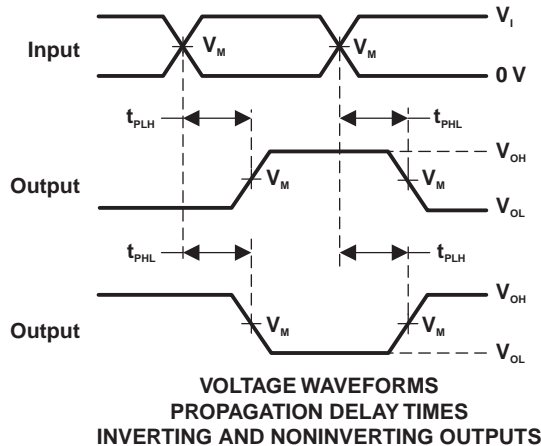 Input
V_M
V_M
V_I
0 V
t_PLH
t_PHL
Output
V_M
V_M
V_OH
V_OL
t_PHL
t_PLH
Output
V_M
V_M
V_OH
V_OL
VOLTAGE WAVEFORMS
PROPAGATION DELAY TIMES
INVERTING AND NONINVERTING OUTPUTS